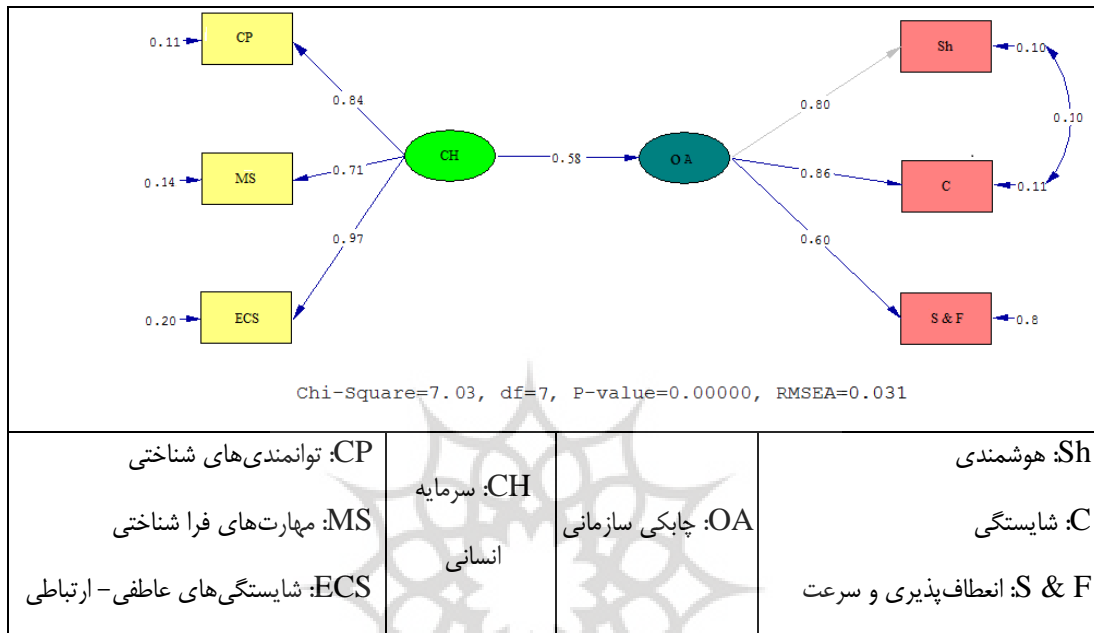 CP
0.11
Sh
0.10
0.84
0.80
0.10
CH
0.58
O A
MS
0.14
0.71
0.86
C
0.11
0.97
0.60
ECS
0.20
S & F
0.8
Chi-Square=7.03, df=7, P-value=0.00000, RMSEA=0.031
Sh: هوشمندی
C: شایستگی
S & F: انعطاف‌پذیری و سرعت
OA: چابکی سازمانی
CH: سرمایه
انسانی
CP: توانمندی‌های شناختی
MS: مهارت‌های فرا شناختی
ECS: شایستگی‌های عاطفی- ارتباطی